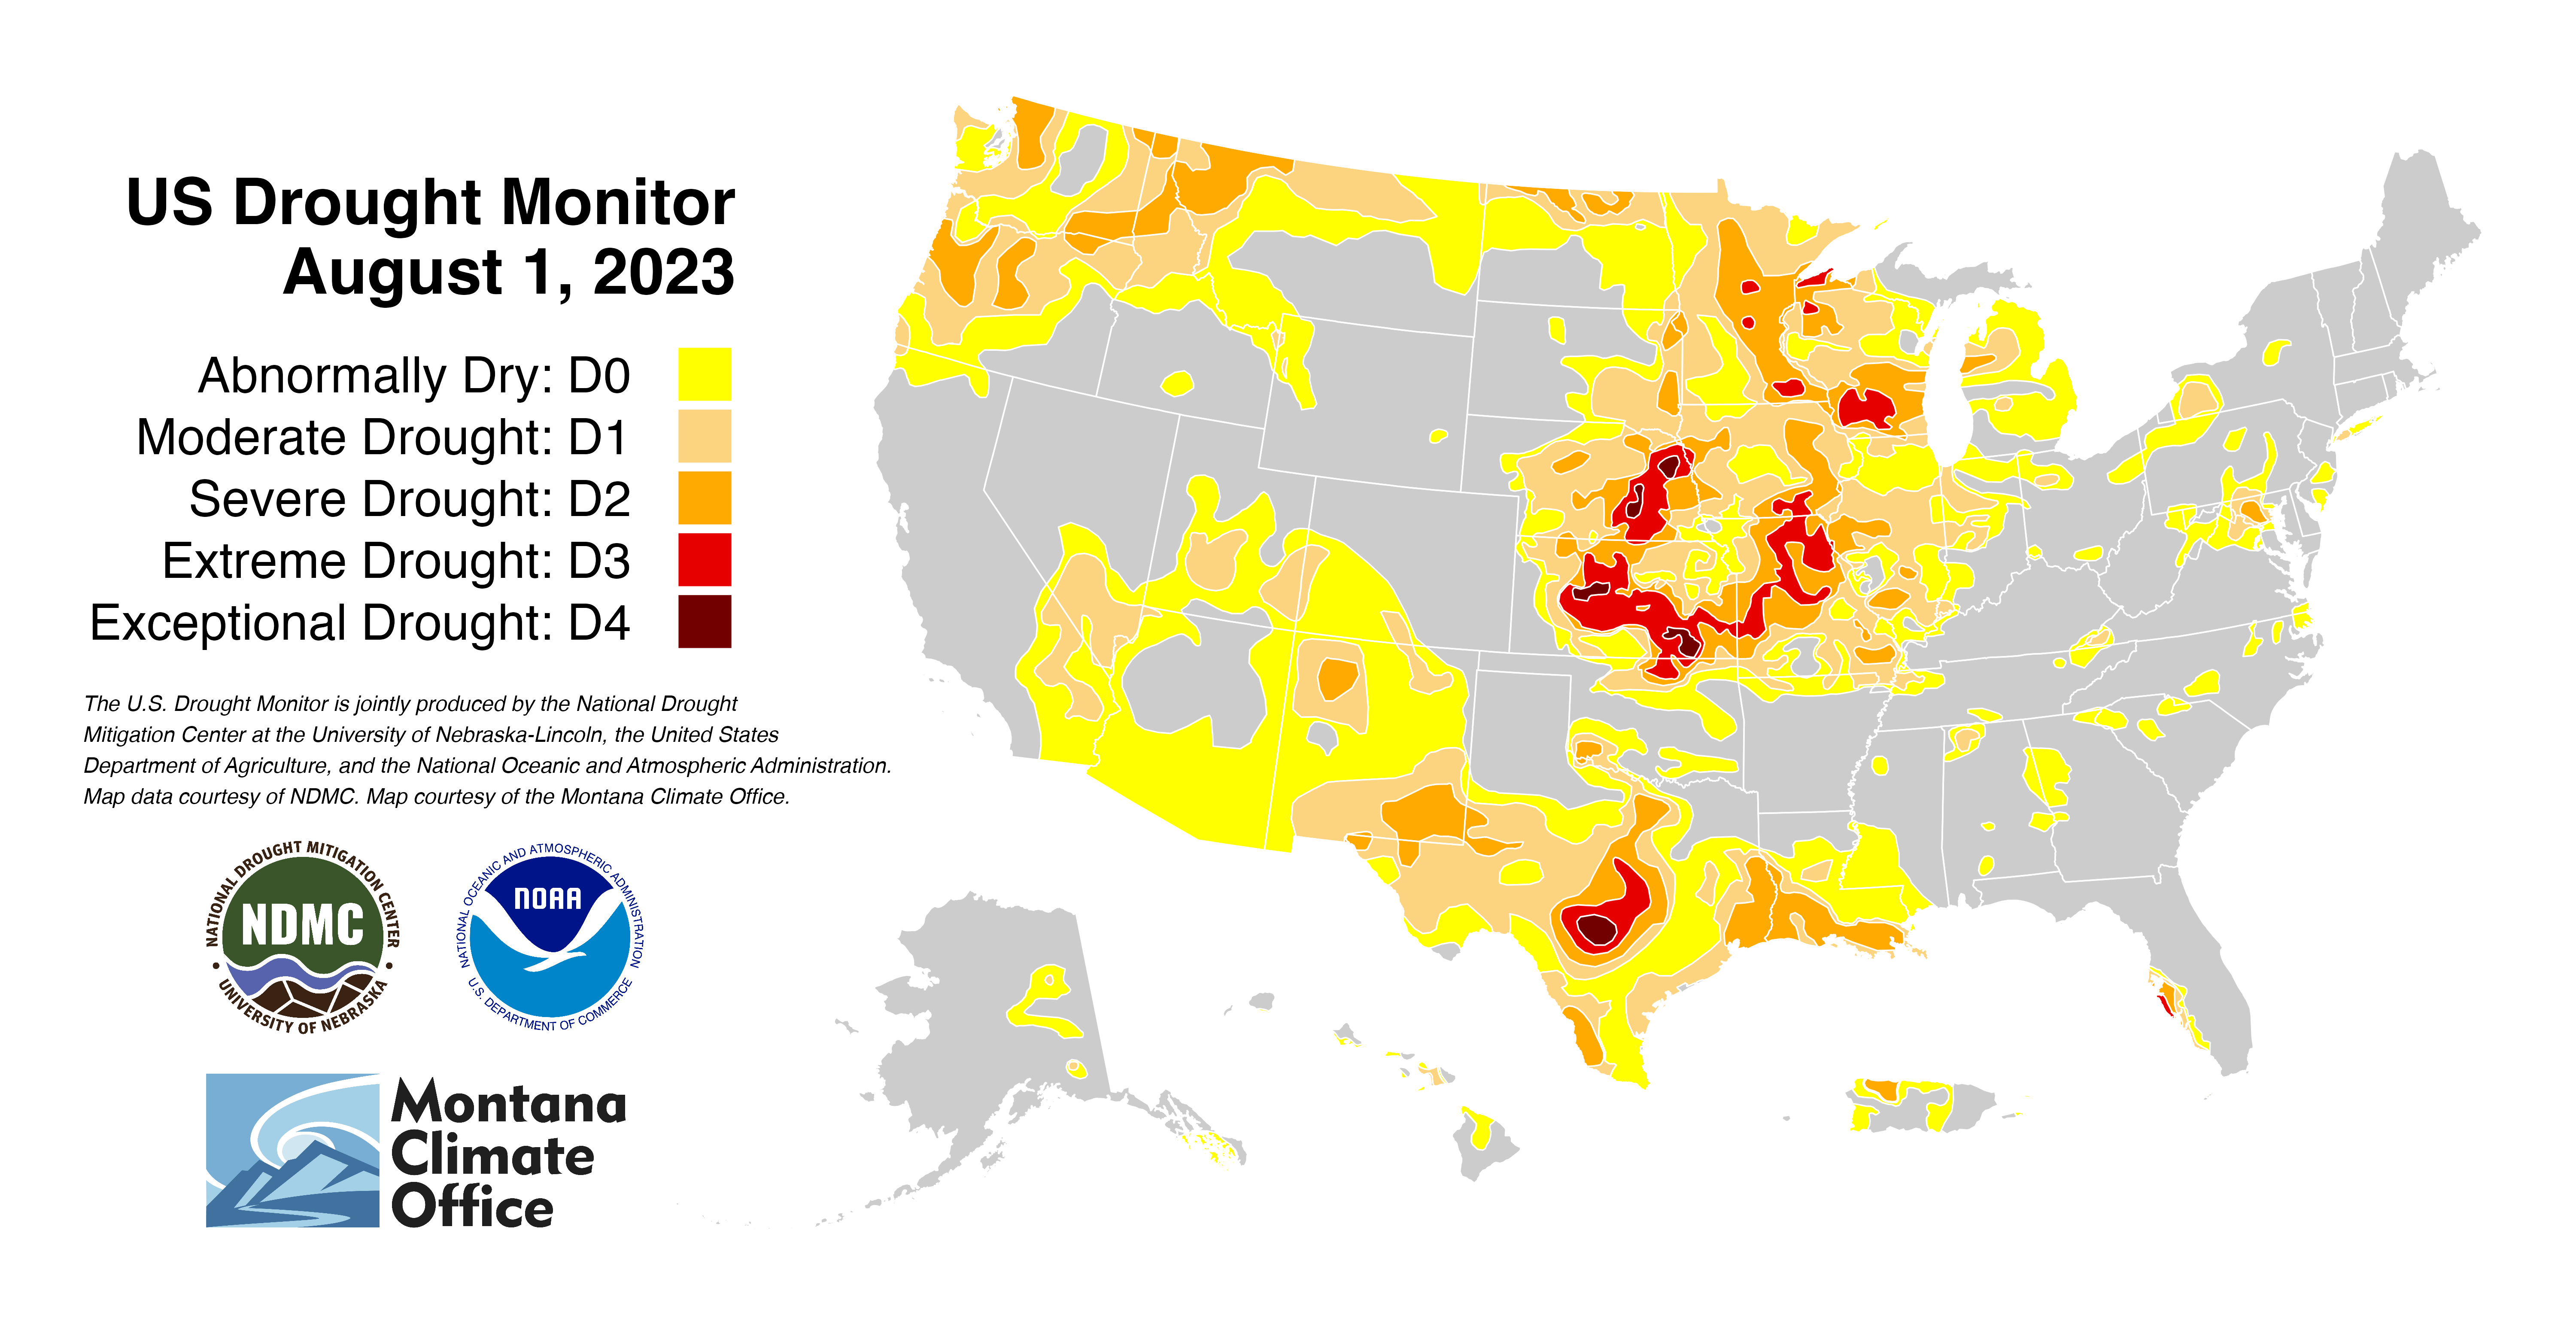 US Drought Monitor
August 1, 2023
Abnormally Dry: D0
Moderate Drought: D1
Severe Drought: D2
Extreme Drought: D3
Exceptional Drought: D4
The U.S. Drought Monitor is jointly produced by the National Drought
Mitigation Center at the University of Nebraska-Lincoln, the United States
Department of Agriculture, and the National Oceanic and Atmospheric Administration.
Map data courtesy of NDMC. Map courtesy of the Montana Climate Office.
NATIONAL DROUGHT MITIGATION CENTER
NDMC
UNIVERSITY OF NEBRASKA
NATIONAL OCEANIC AND ATMOSPHERIC ADMINISTRATION
NOAA
U.S. DEPARTMENT OF COMMERCE
Montana
Climate
Office